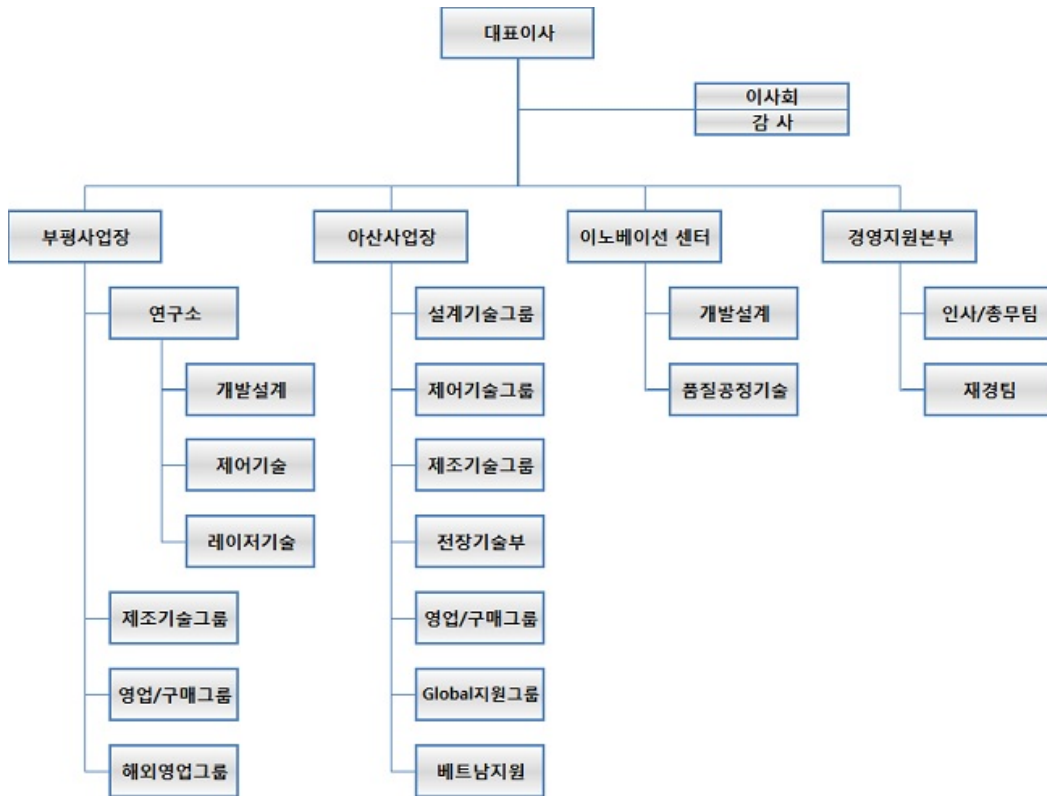 대표이사
이사회
감 사
부평사업장
아산사업장
이노베이션 센터
경영지원본부
연구소
개발설계
제어기술
레이저기술
제조기술그룹
영업/구매그룹
해외영업그룹
설계기술그룹
제어기술그룹
제조기술그룹
전장기술부
영업/구매그룹
Global지원그룹
베트남지원
개발설계
품질공정기술
인사/총무팀
재경팀